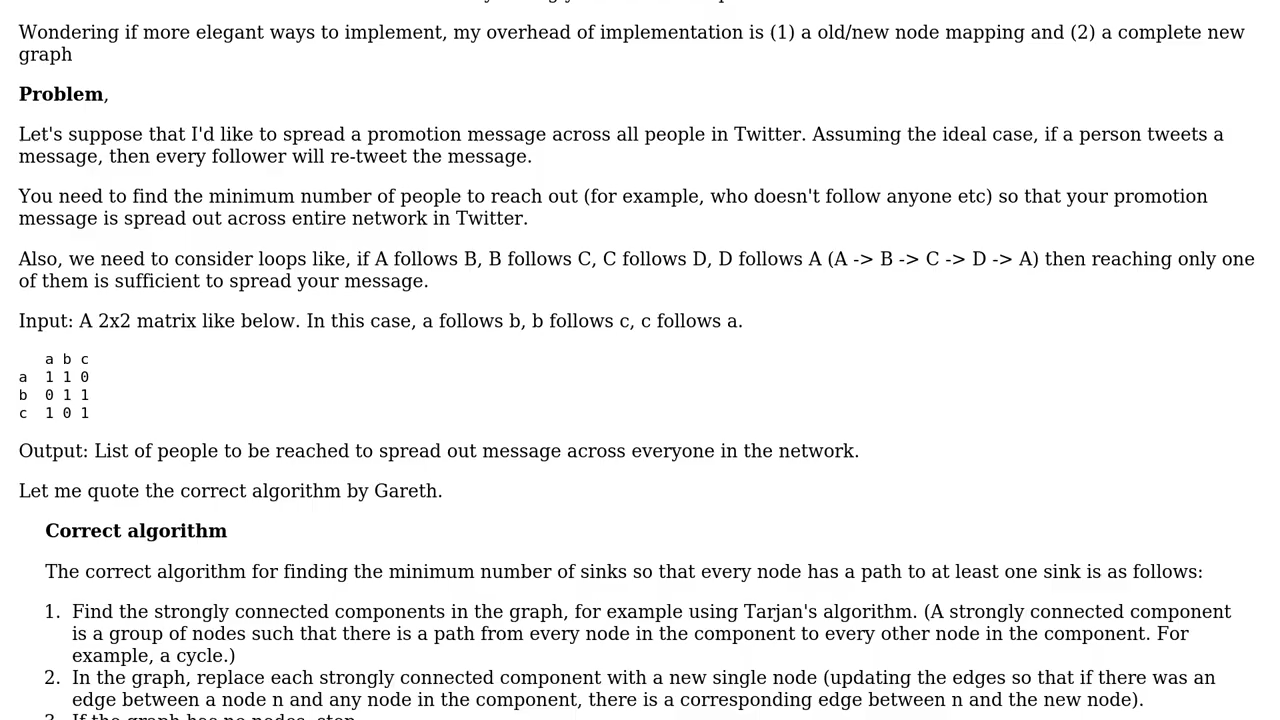 Wondering if more elegant ways to implement, my overhead of implementation is (1) a old/new node mapping and (2) a complete new
graph
Problem,
Let's suppose that I'd like to spread a promotion message across all people in Twitter. Assuming the ideal case, if a person tweets a
message, then every follower will re-tweet the message.
You need to find the minimum number of people to reach out (for example, who doesn't follow anyone etc) so that your promotion
message is spread out across entire network in Twitter.
Also, we need to consider loops like, if A follows B, B follows C, C follows D, D follows A (A -> B -> C -> D -> A) then reaching only one
of them is sufficient to spread your message.
Input: A 2x2 matrix like below. In this case, a follows b, b follows c, c follows a.
   a b c
a  1 1 0
b  0 1 1
c  1 0 1
Output: List of people to be reached to spread out message across everyone in the network.
Let me quote the correct algorithm by Gareth.
Correct algorithm
The correct algorithm for finding the minimum number of sinks so that every node has a path to at least one sink is as follows:
1. Find the strongly connected components in the graph, for example using Tarjan's algorithm. (A strongly connected component
is a group of nodes such that there is a path from every node in the component to every other node in the component. For
example, a cycle.)
2. In the graph, replace each strongly connected component with a new single node (updating the edges so that if there was an
edge between a node n and any node in the component, there is a corresponding edge between n and the new node).
3. If the graph has no nodes, stop.